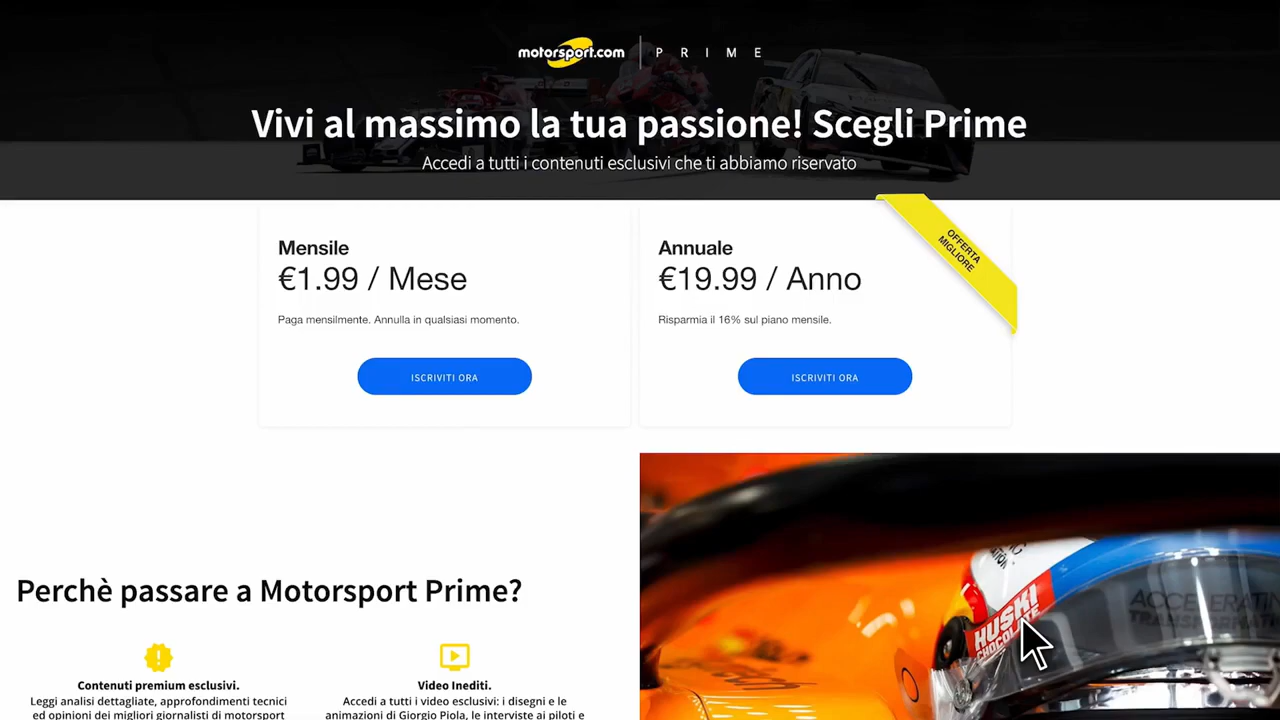 motorsport.com | PRIME
Vivi al massimo la tua passione! Scegli Prime
Accedi a tutti i contenuti esclusivi che ti abbiamo riservato
Mensile
€1.99 / Mese
Paga mensilmente. Annulla in qualsiasi momento.
ISCRIVITI ORA
Annuale
€19.99 / Anno
Risparmia il 16% sul piano mensile.
ISCRIVITI ORA
OFFERTA
MIGLIORE
Perchè passare a Motorsport Prime?
Contenuti premium esclusivi.
Leggi analisi dettagliate, approfondimenti tecnici
ed opinioni dei migliori giornalisti di motorsport
Video Inediti.
Accedi a tutti i video esclusivi: i disegni e le
animazioni di Giorgio Piola, le interviste ai piloti e
HUSKI
CHOCOLATE